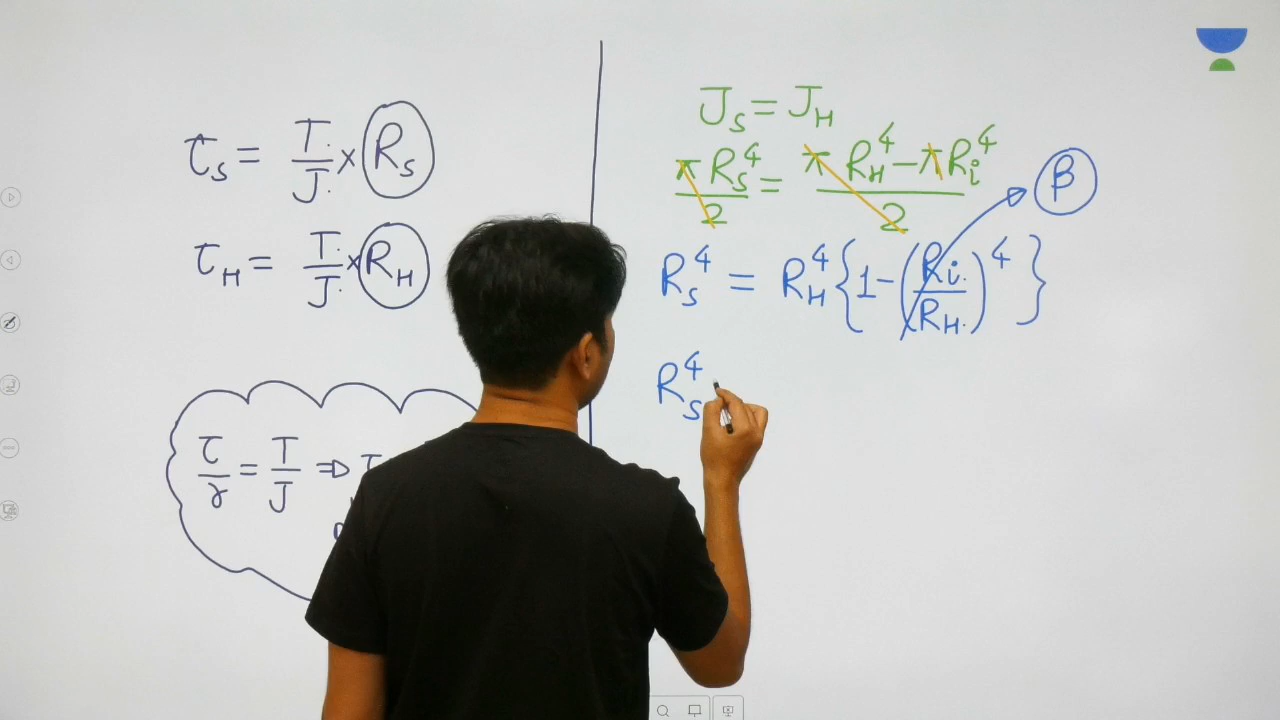 τ_S = T/J × R_S
τ_H = T/J × R_H
τ/r = T/J ⇒ τ
J_S = J_H
πR_S^4/2 = πR_H^4 - πR_i^4/2
β
R_S^4 = R_H^4 {1 - (R_i/R_H)^4}
R_S^4